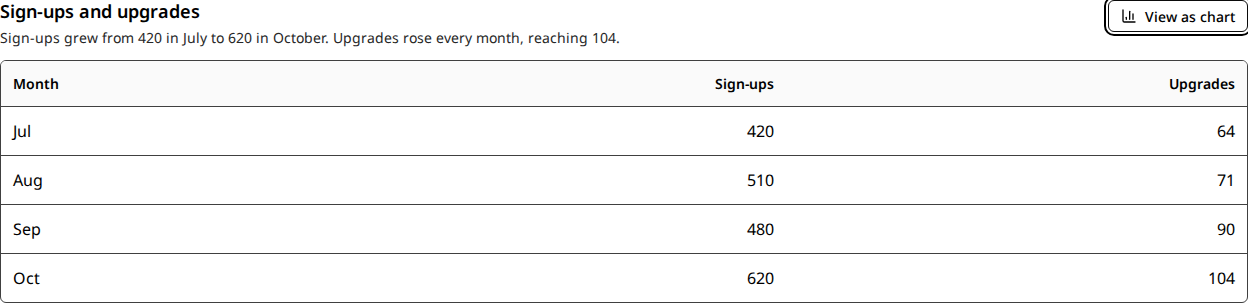 Sign-ups and upgrades
View as chart
Sign-ups grew from 420 in July to 620 in October. Upgrades rose every month, reaching 104.
Month Sign-ups Upgrades
Jul 420 64
Aug 510 71
Sep 480 90
Oct 620 104